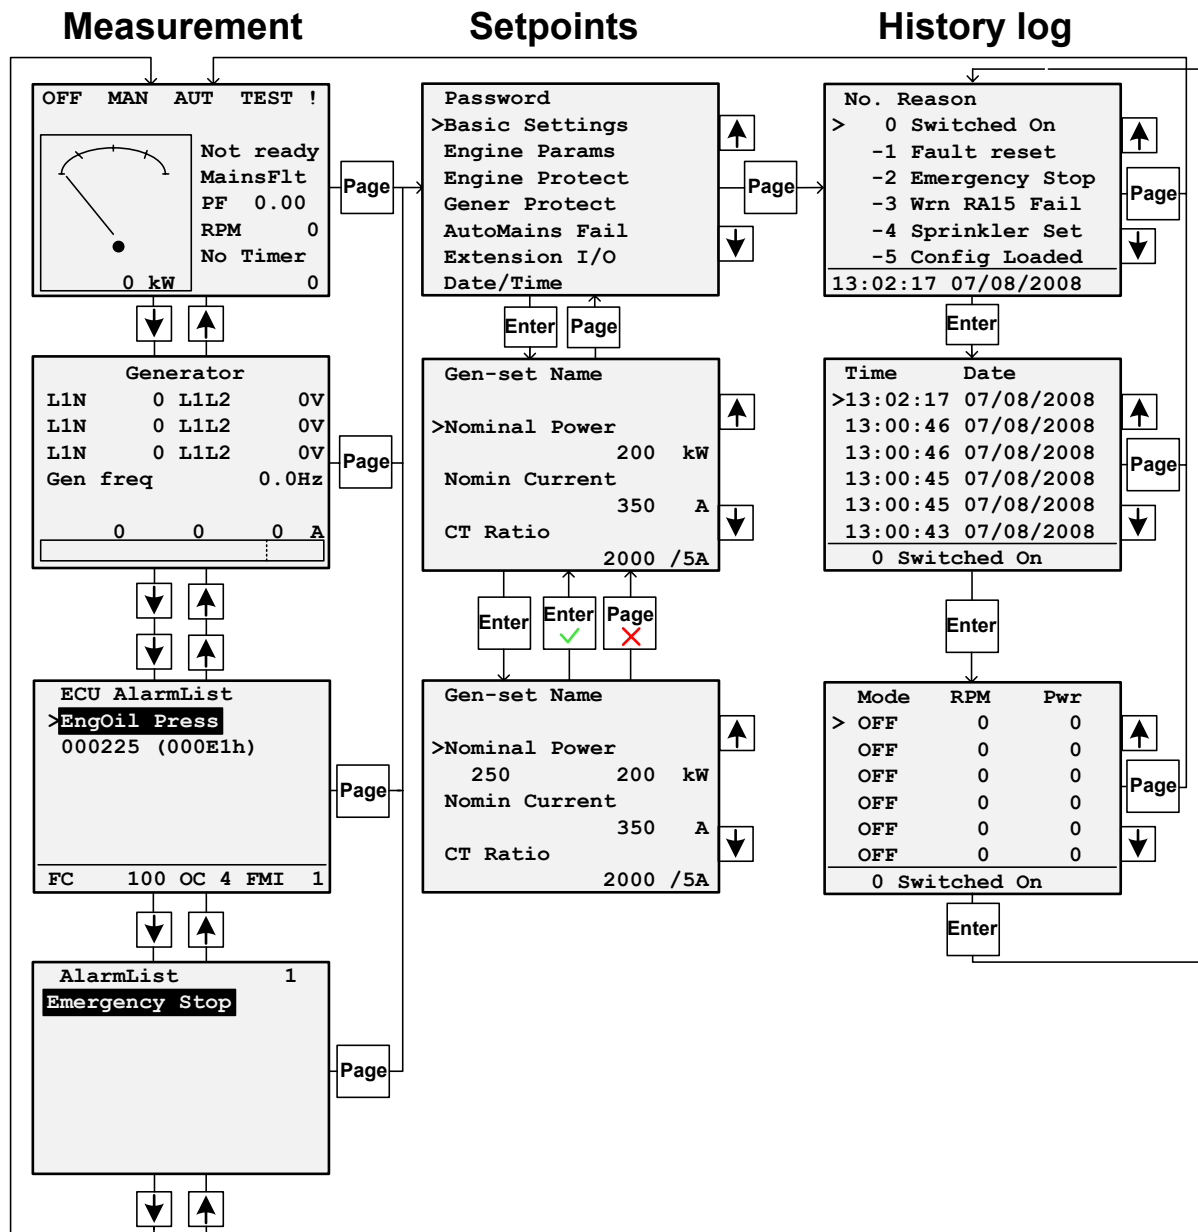 Measurement
Setpoints
History log
OFF MAN AUT TEST !
Not ready
MainsFlt
PF 0.00
RPM 0
No Timer
0 kW 0
Page
Password
>Basic Settings
Engine Params
Engine Protect
Gener Protect
AutoMains Fail
Extension I/O
Date/Time
Page
No. Reason
> 0 Switched On
-1 Fault reset
-2 Emergency Stop
-3 Wrn RA15 Fail
-4 Sprinkler Set
-5 Config Loaded
13:02:17 07/08/2008
Page
Enter
Page
Enter
Generator
L1N 0 L1L2 0V
L1N 0 L1L2 0V
L1N 0 L1L2 0V
Gen freq 0.0Hz
0 0 0 A
Page
Gen-set Name
>Nominal Power
200 kW
Nomin Current
350 A
CT Ratio
2000 /5A
Time Date
>13:02:17 07/08/2008
13:00:46 07/08/2008
13:00:46 07/08/2008
13:00:45 07/08/2008
13:00:45 07/08/2008
13:00:43 07/08/2008
0 Switched On
Page
Enter
Enter
Page
Enter
ECU AlarmList
>EngOil Press
000225 (000E1h)
FC 100 OC 4 FMI 1
Page
Gen-set Name
>Nominal Power
250 200 kW
Nomin Current
350 A
CT Ratio
2000 /5A
Mode RPM Pwr
> OFF 0 0
OFF 0 0
OFF 0 0
OFF 0 0
OFF 0 0
OFF 0 0
0 Switched On
Page
Enter
AlarmList 1
Emergency Stop
Page